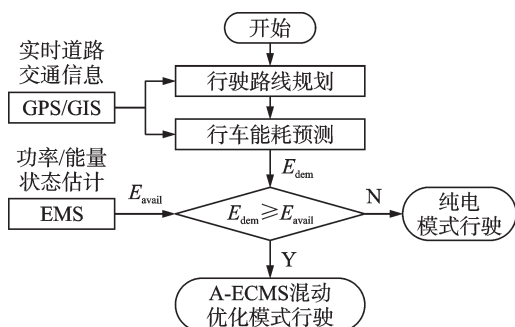 开始
实时道路
交通信息
GPS/GIS
行驶路线规划
行车能耗预测
E_dem
功率/能量
状态估计
EMS
E_avail
E_dem≥E_avail
N
纯电
模式行驶
Y
A-ECMS混动
优化模式行驶